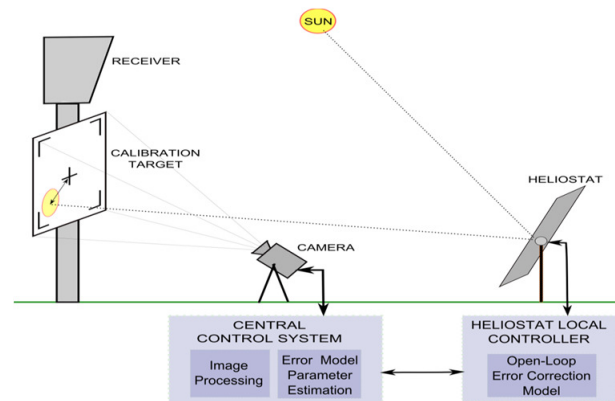 SUN
RECEIVER
CALIBRATION
TARGET
HELIOSTAT
CAMERA
CENTRAL
CONTROL SYSTEM
Image
Processing
Error Model
Parameter
Estimation
HELIOSTAT LOCAL
CONTROLLER
Open-Loop
Error Correction
Model